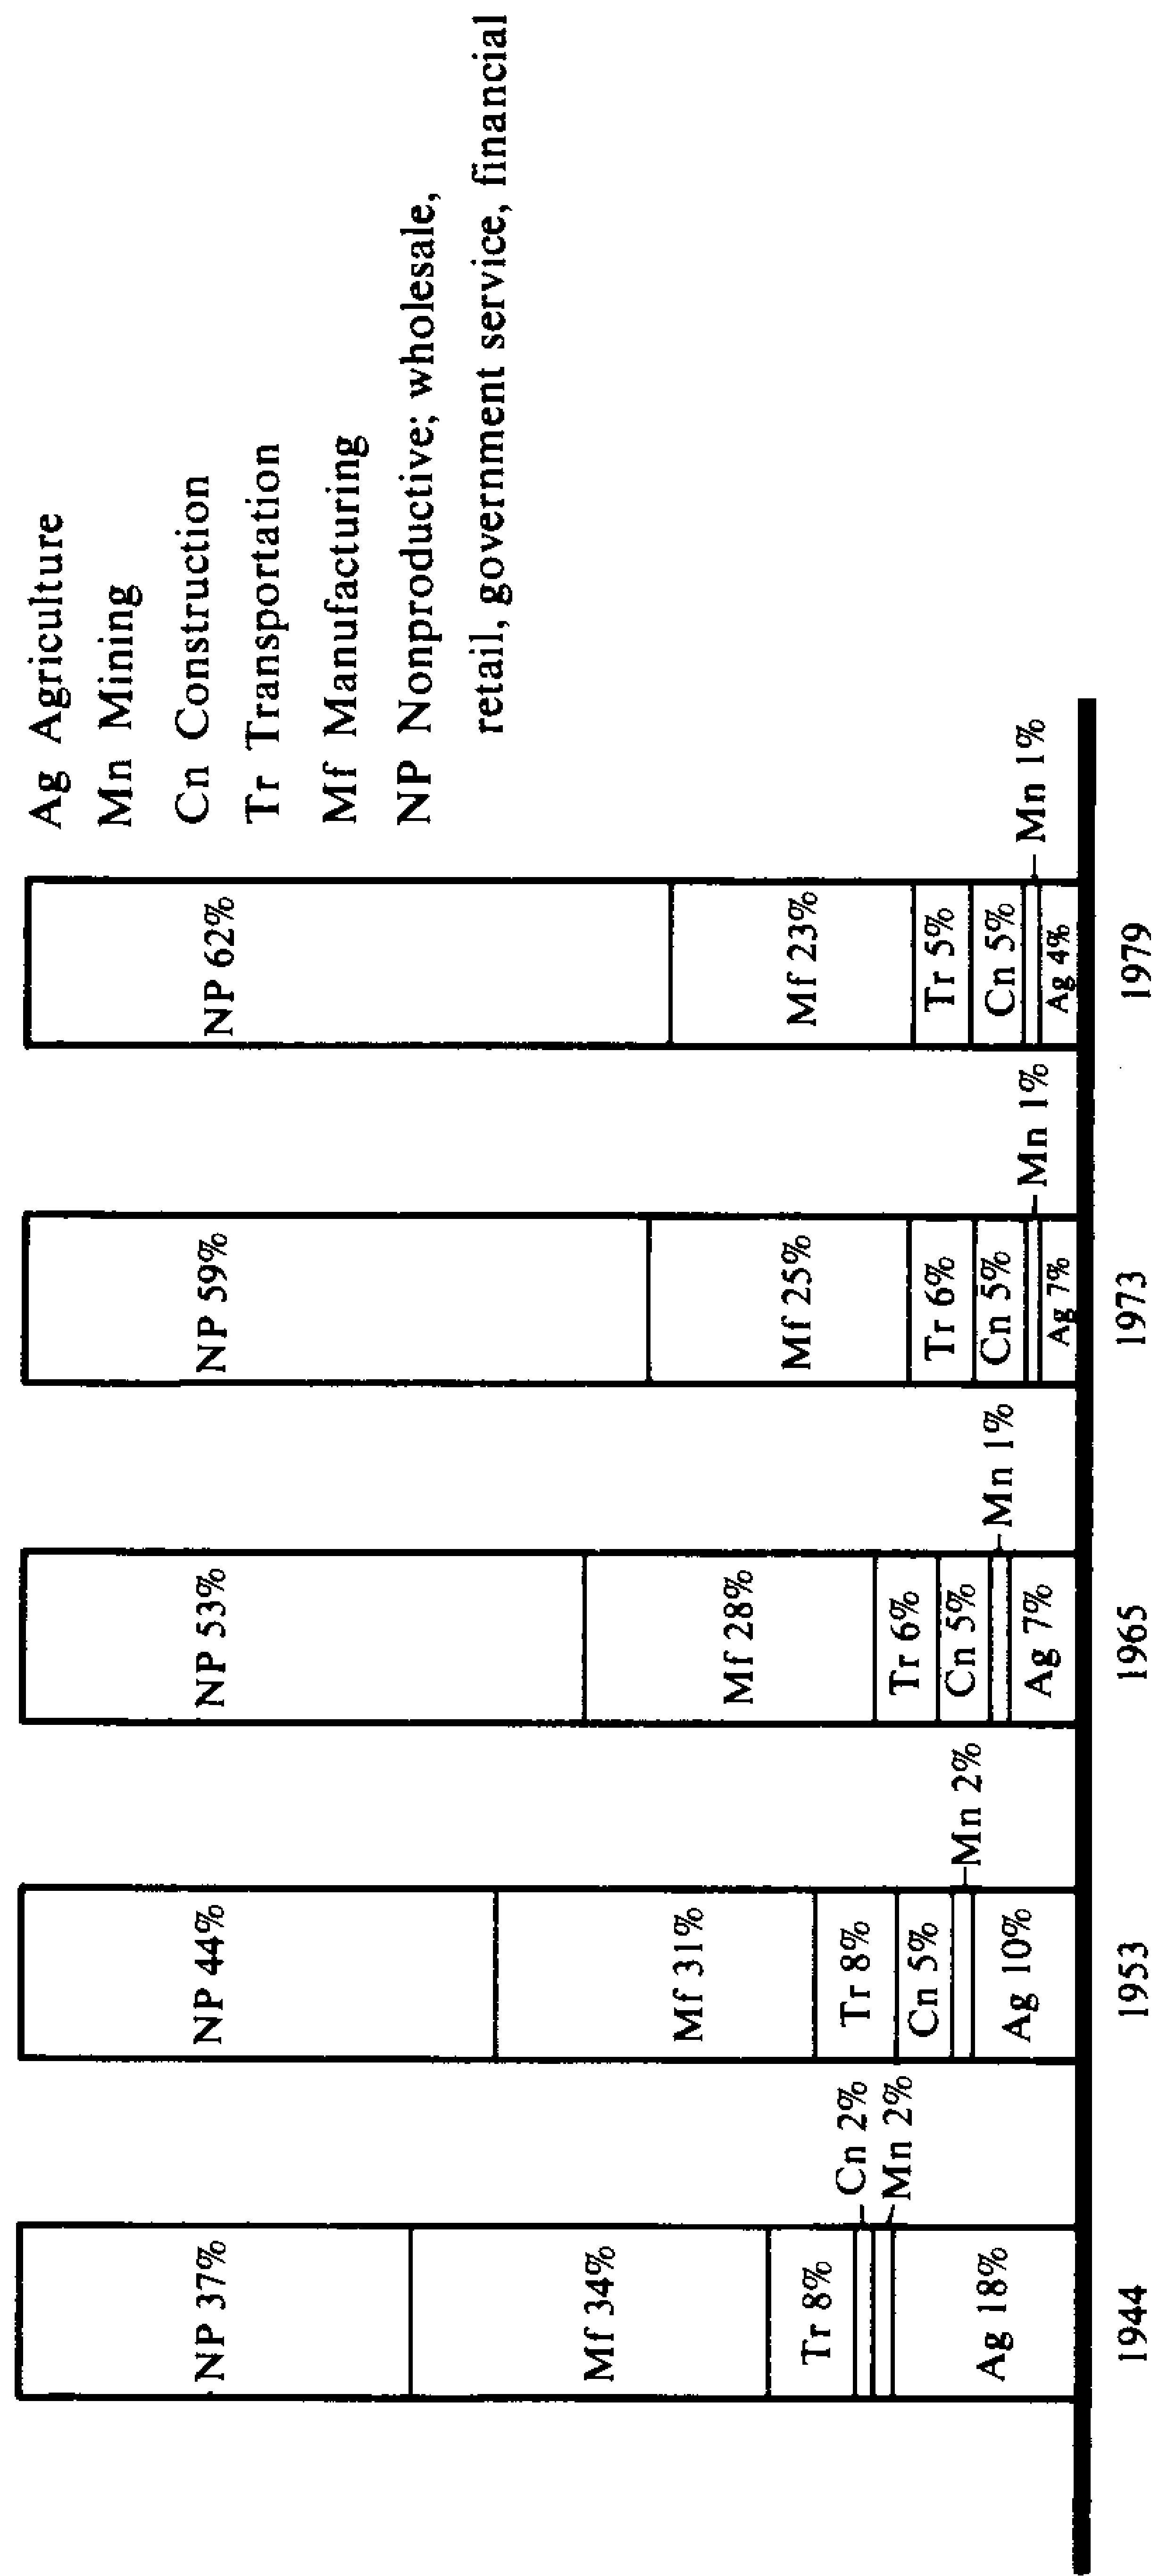 Ag Agriculture
Mn Mining
Cn Construction
Tr Transportation
Mf Manufacturing
NP Nonproductive; wholesale,
retail, government service, financial
NP 37%
Mf 34%
Tr 8%
Cn 2%
Mn 2%
Ag 18%
1944
NP 44%
Mf 31%
Tr 8%
Cn 5%
Mn 2%
Ag 10%
1953
NP 53%
Mf 28%
Tr 6%
Cn 5%
Mn 1%
Ag 7%
1965
NP 59%
Mf 25%
Tr 6%
Cn 5%
Mn 1%
Ag 7%
1973
NP 62%
Mf 23%
Tr 5%
Cn 5%
Mn 1%
Ag 4%
1979